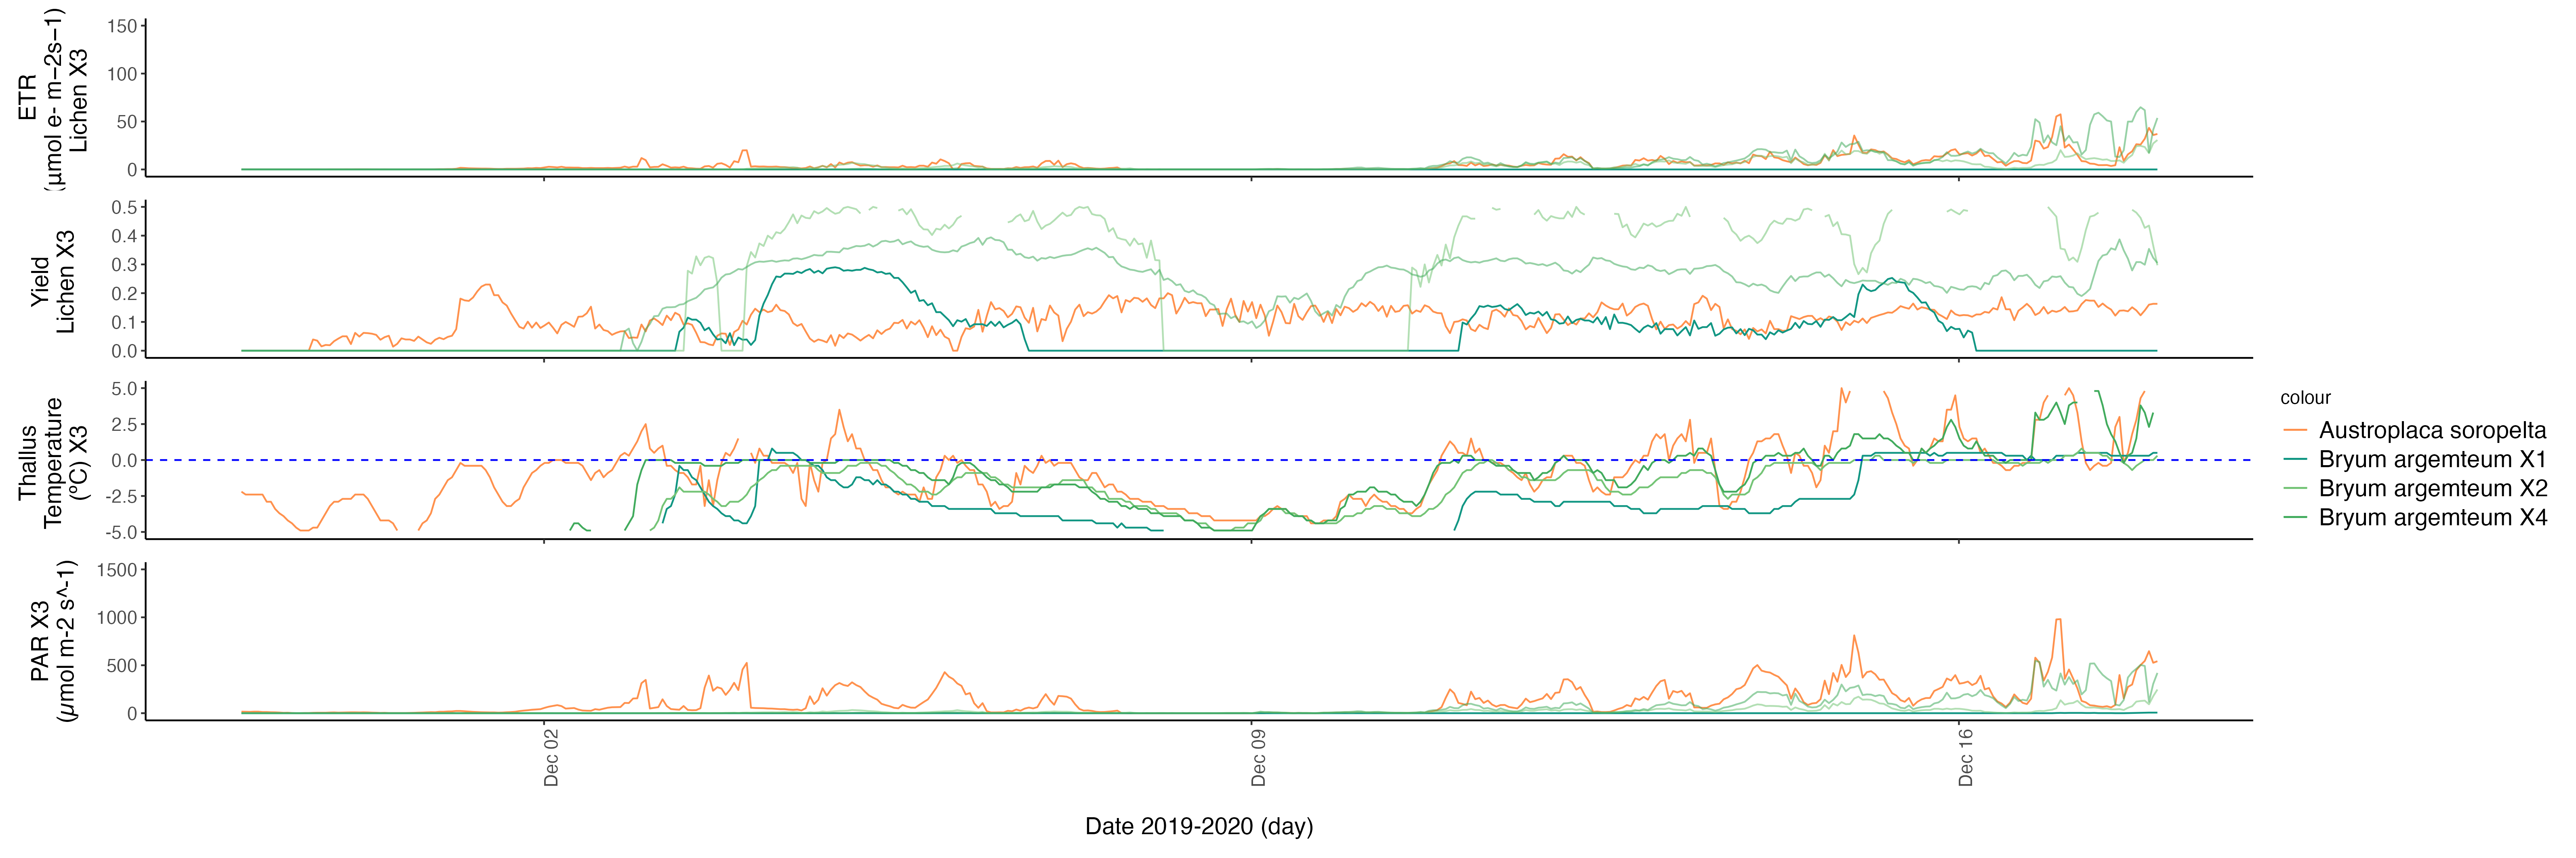 ETR
(µmol e- m−2s−1)
Lichen X3
150
100
50
0
Yield
Lichen X3
0.5
0.4
0.3
0.2
0.1
0.0
Thallus
Temperature
(ºC) X3
5.0
2.5
0.0
-2.5
-5.0
PAR X3
(µmol m-2 s^-1)
1500
1000
500
0
Dec 02
Dec 09
Dec 16
Date 2019-2020 (day)
colour
Austroplaca soropelta
Bryum argemteum X1
Bryum argemteum X2
Bryum argemteum X4